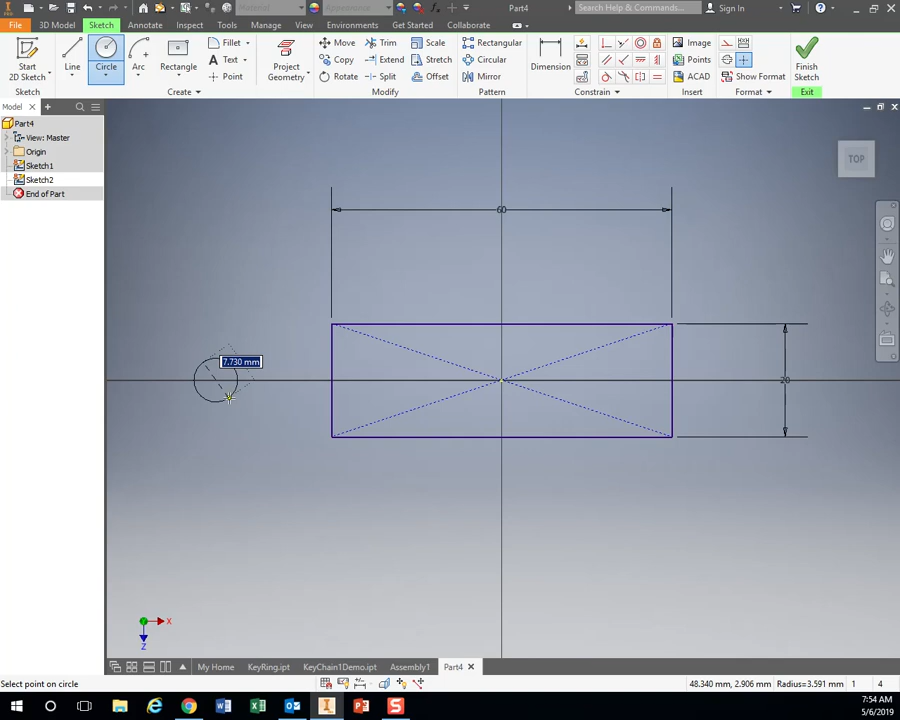 Material
Appearance
Part4
Search Help & Commands...
Sign In
File
3D Model
Sketch
Annotate
Inspect
Tools
Manage
View
Environments
Get Started
Collaborate
2D Sketch
Line
Circle
Arc
Rectangle
Fillet
Text
Point
Project
Geometry
Move
Copy
Rotate
Trim
Extend
Split
Scale
Stretch
Offset
Rectangular
Circular
Mirror
Dimension
Image
Points
ACAD
Show Format
Finish
Sketch
Sketch
Create
Modify
Pattern
Constrain
Insert
Format
Exit
Model
Part4
View: Master
Origin
Sketch1
Sketch2
End of Part
TOP
60
7.730 mm
20
X
Z
My Home
KeyRing.ipt
KeyChain1Demo.ipt
Assembly1
Part4
Select point on circle
48.340 mm, 2.906 mm
Radius=3.591 mm
1
4
7:54 AM
5/6/2019